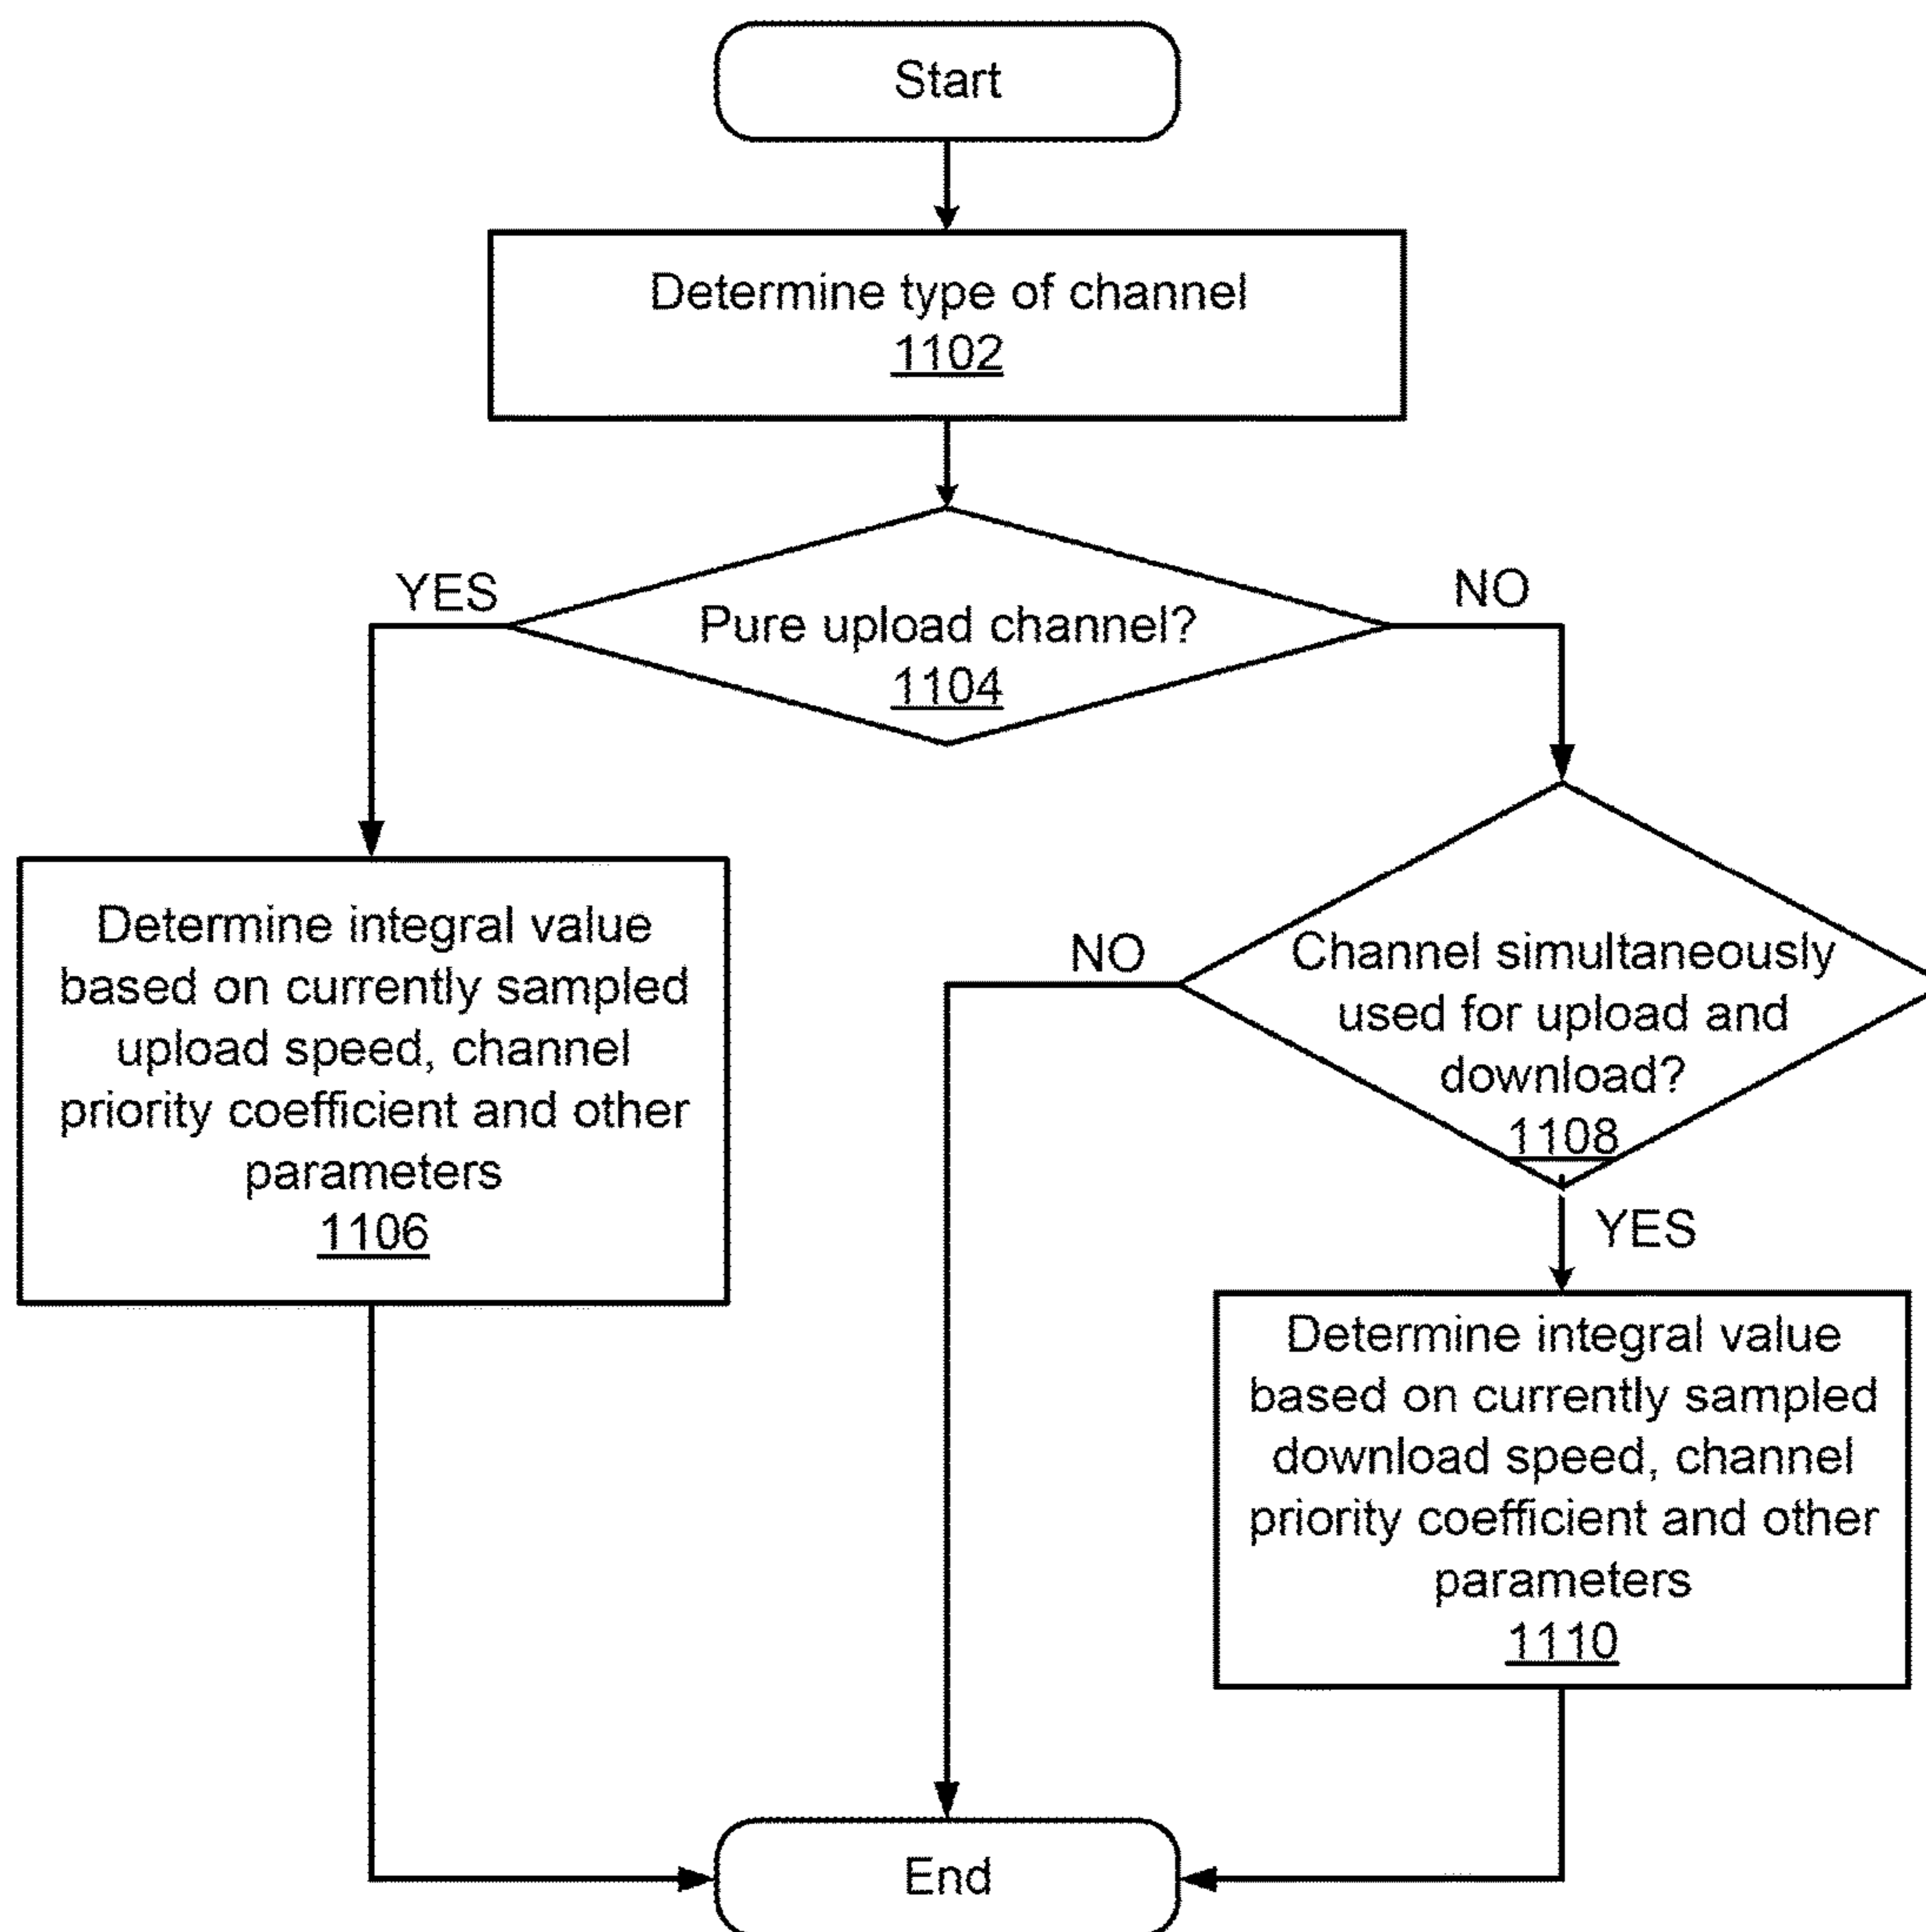 Start
Determine type of channel
1102
YES
NO
Pure upload channel?
1104
Determine integral value
based on currently sampled
upload speed, channel
priority coefficient and other
parameters
1106
NO
Channel simultaneously
used for upload and
download?
1108
YES
Determine integral value
based on currently sampled
download speed, channel
priority coefficient and other
parameters
1110
End